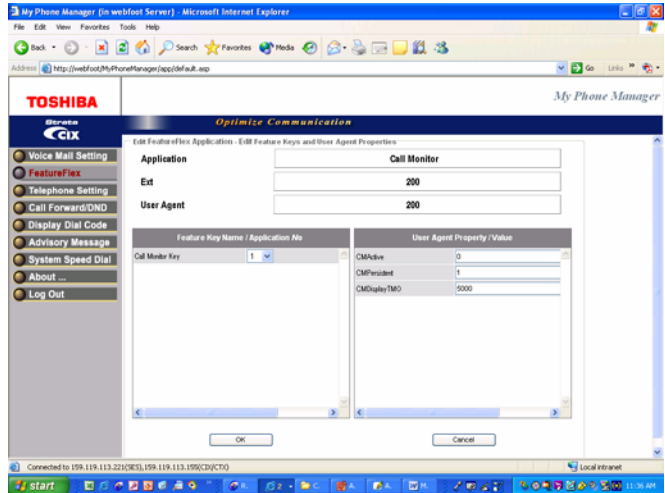 My Phone Manager (in webfoot Server) - Microsoft Internet Explorer
File Edit View Favorites Tools Help
Back Search Favorites Media
Address http://webfoot/MyPhoneManager/app/default.asp Go Links »
TOSHIBA My Phone Manager
Strata CIX Optimize Communication
Edit FeatureFlex Application - Edit Feature Keys and User Agent Properties
Voice Mail Setting
FeatureFlex
Telephone Setting
Call Forward/DND
Display Dial Code
Advisory Message
System Speed Dial
About ...
Log Out
Application Call Monitor
Ext 200
User Agent 200
Feature Key Name / Application No User Agent Property / Value
Call Monitor Key 1 CMActive 0
CMPersistent 1
CMDisplayTMO 5000
OK Cancel
Connected to 159.119.113.221(SES),159.119.113.155(CIX/CTX) Local intranet
start 11:36 AM